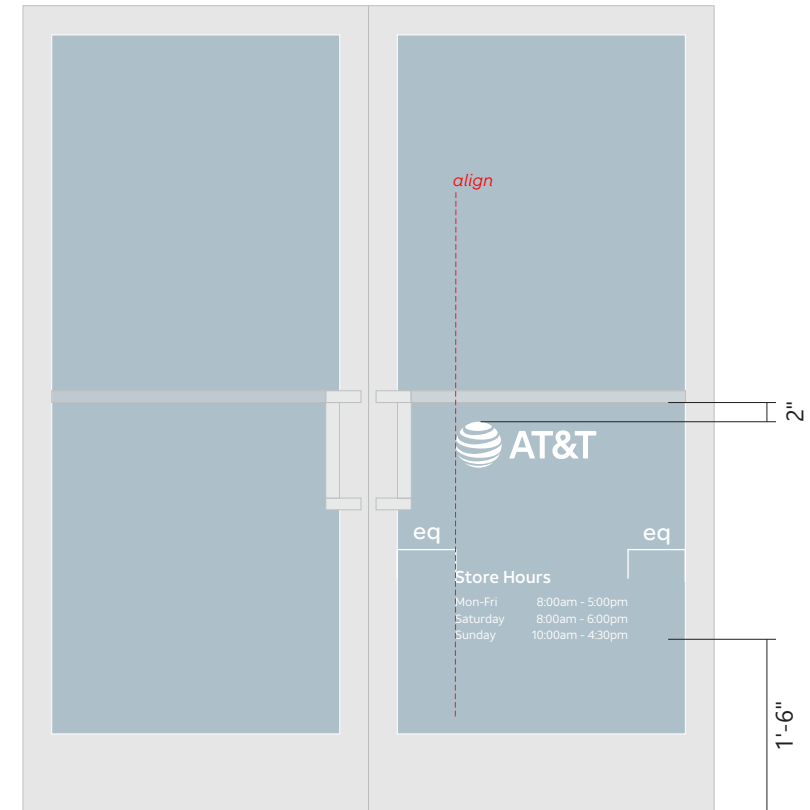 align
2"
AT&T
eq eq
Store Hours
Mon-Fri 8:00am - 5:00pm
Saturday 8:00am - 6:00pm
Sunday 10:00am - 4:30pm
1'-6"